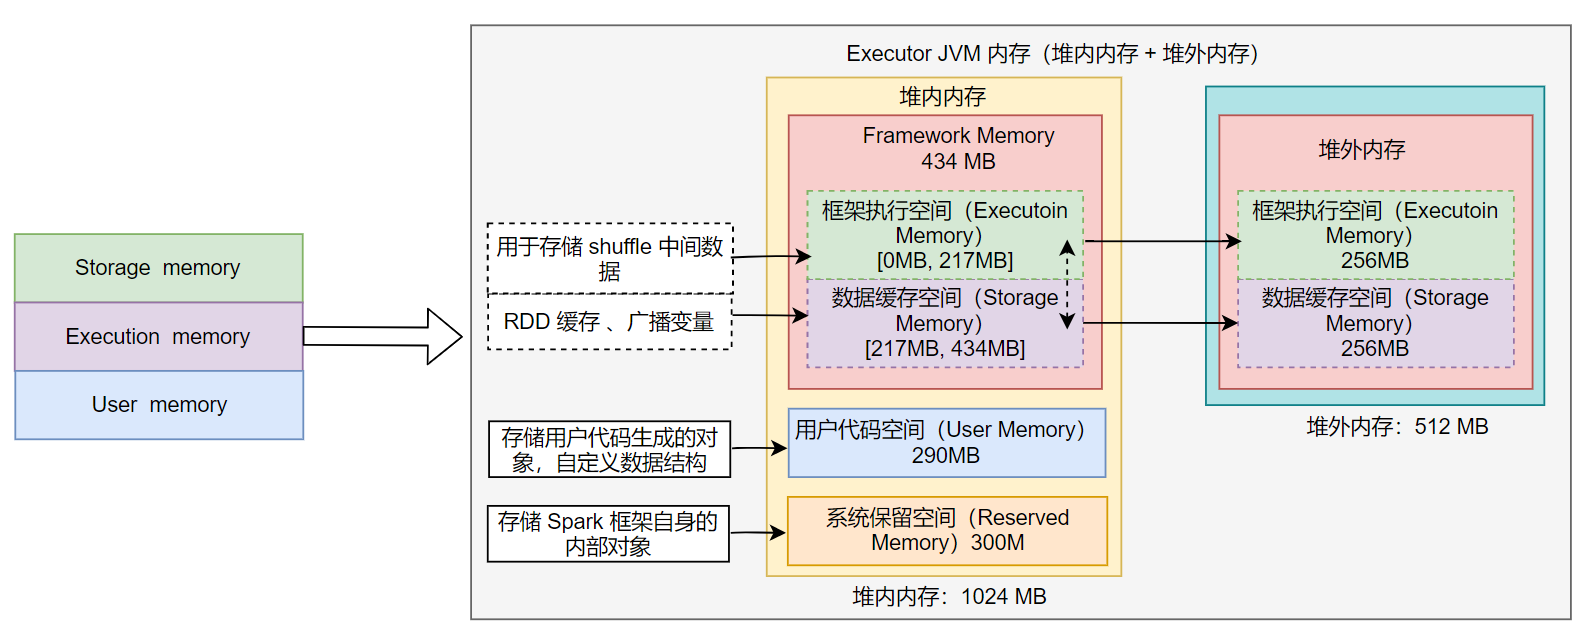 Executor JVM 内存（堆内内存 + 堆外内存）
堆内内存
Framework Memory
434 MB
堆外内存
框架执行空间（Executoin
Memory）
[0MB, 217MB]
框架执行空间（Executoin
Memory）
256MB
用于存储 shuffle 中间数
据
Storage memory
数据缓存空间（Storage
Memory）
[217MB, 434MB]
数据缓存空间（Storage
Memory）
256MB
RDD 缓存 、广播变量
Execution memory
User memory
存储用户代码生成的对
象，自定义数据结构
用户代码空间（User Memory）
290MB
堆外内存：512 MB
存储 Spark 框架自身的
内部对象
系统保留空间（Reserved
Memory）300M
堆内内存：1024 MB